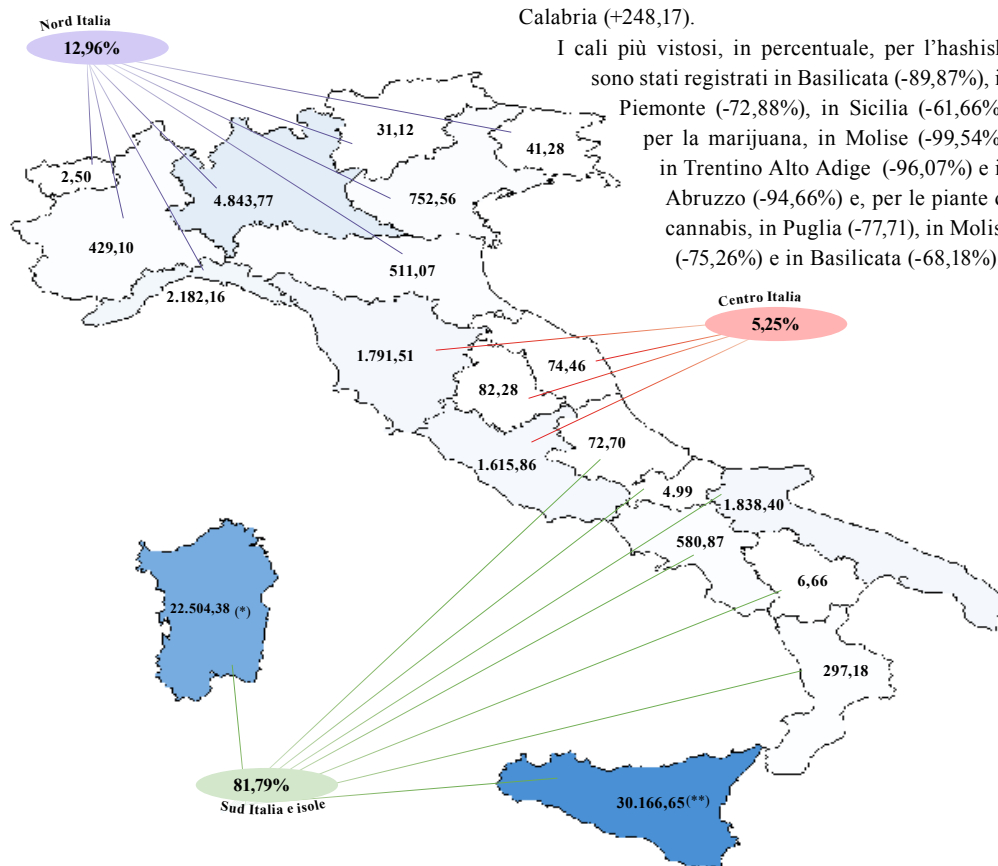 Calabria (+248,17).
I cali più vistosi, in percentuale, per l'hashish
sono stati registrati in Basilicata (-89,87%), i
Piemonte (-72,88%), in Sicilia (-61,66%
per la marijuana, in Molise (-99,54%
in Trentino Alto Adige (-96,07%) e i
Abruzzo (-94,66%) e, per le piante
cannabis, in Puglia (-77,71), in Molis
(-75,26%) e in Basilicata (-68,18%)
Nord Italia
12,96%
31,12
41,28
2,50
4.843,77
752,56
429,10
511,07
2.182,16
Centro Italia
5,25%
1.791,51
74,46
82,28
72,70
1.615,86
4.99
1.838,40
580,87
6,66
22.504,38 (*)
297,18
81,79%
Sud Italia e isole
30.166,65(**)